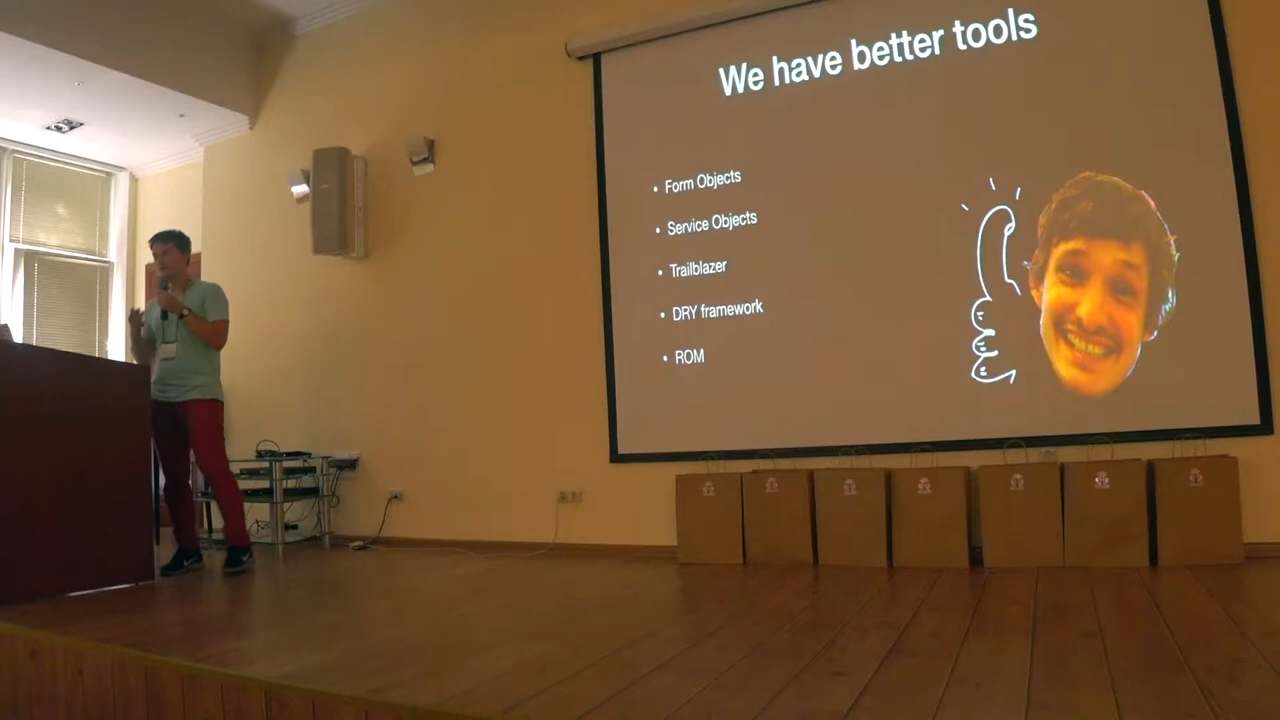 We have better tools
• Form Objects
• Service Objects
• Trailblazer
• DRY framework
• ROM